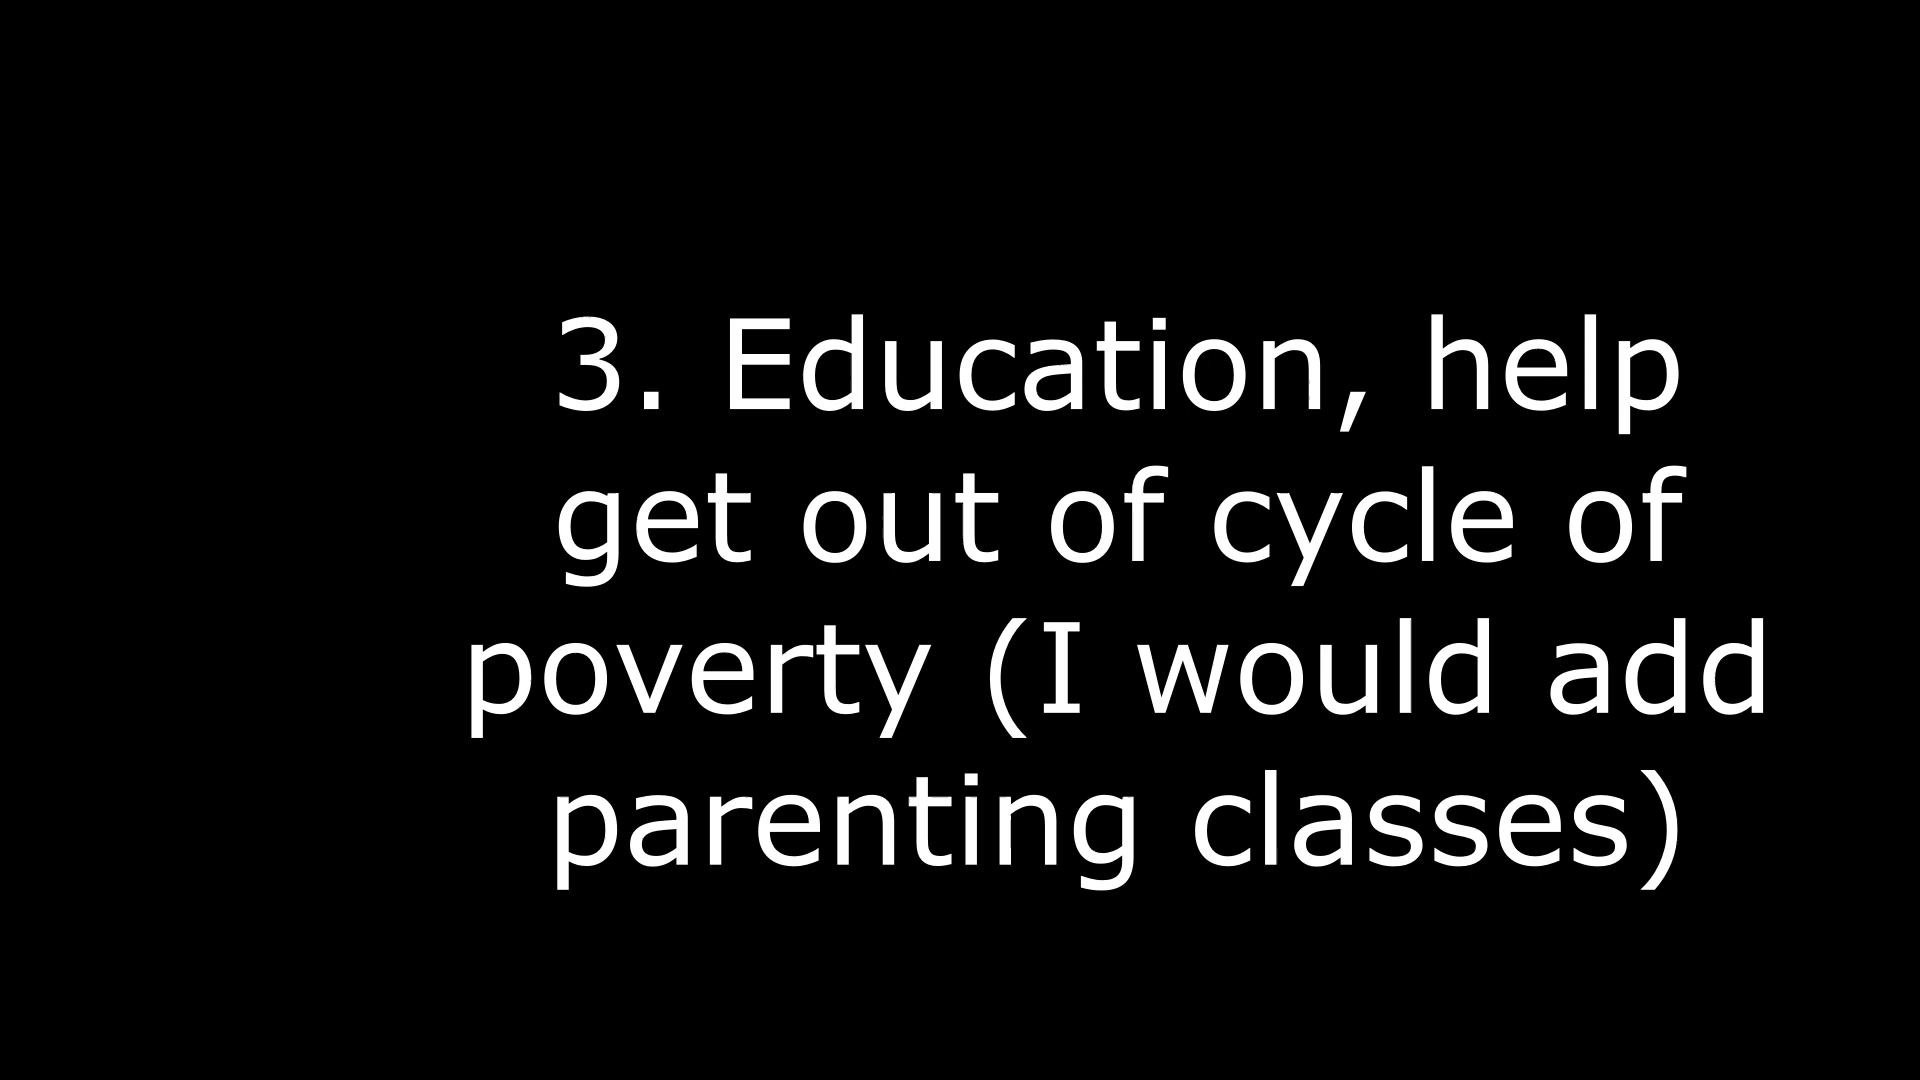 3. Education, help
get out of cycle of
poverty (I would add
parenting classes)